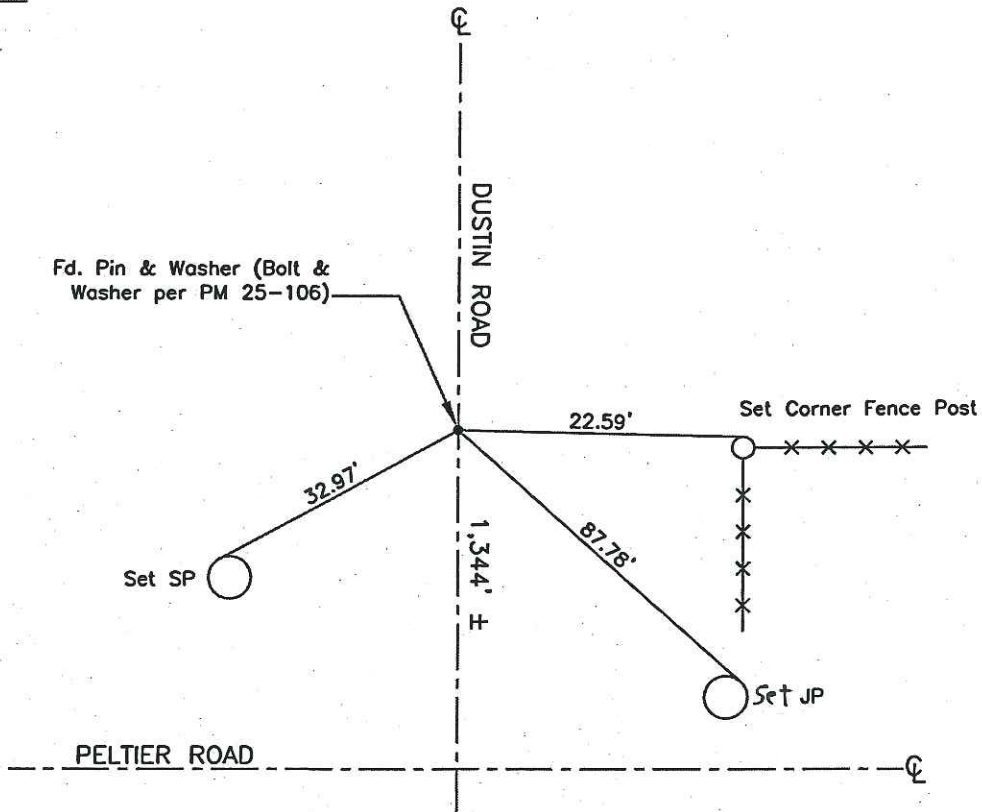 ℄
DUSTIN ROAD
Fd. Pin & Washer (Bolt &
Washer per PM 25-106)
22.59'
Set Corner Fence Post
32.97'
87.78'
1,344' ±
Set SP
Set JP
PELTIER ROAD
℄